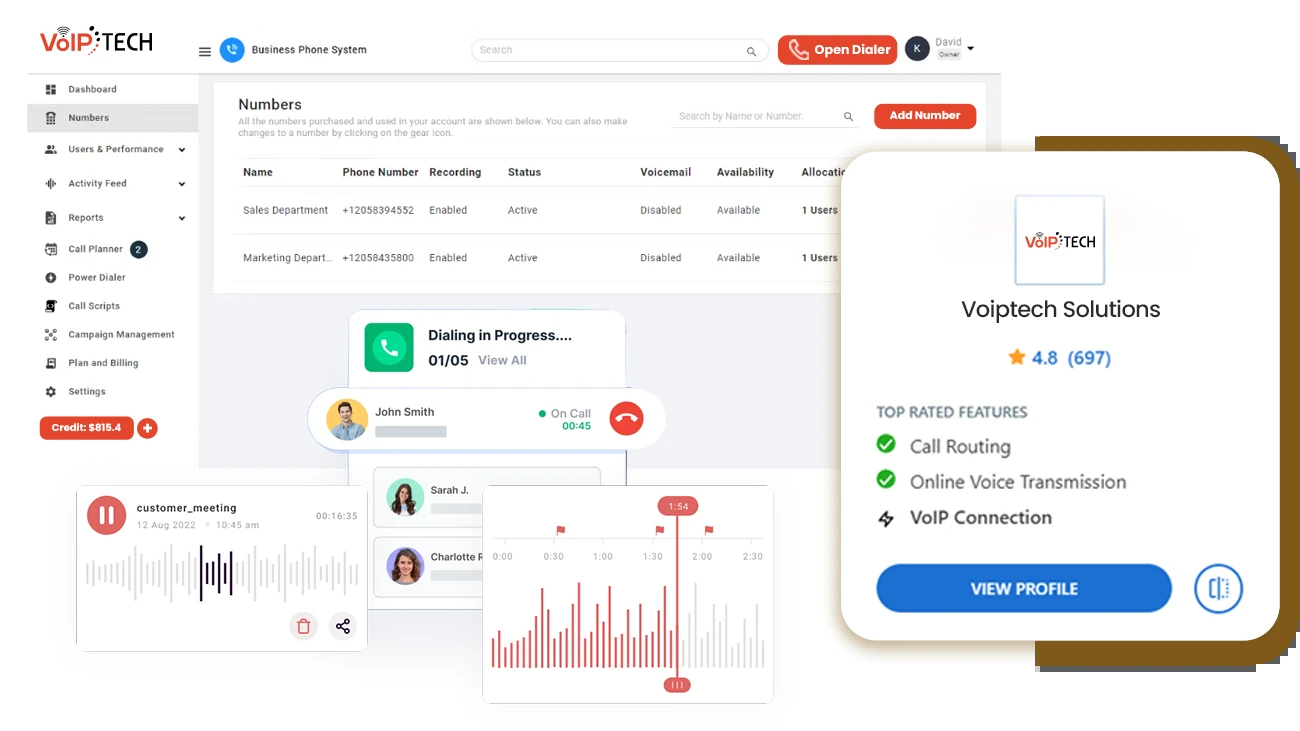 VoIP TECH
Business Phone System
Search
Open Dialer
K
David
Owner
Dashboard
Numbers
Users & Performance
Activity Feed
Reports
Call Planner 2
Power Dialer
Call Scripts
Campaign Management
Plan and Billing
Settings
Credit: $815.4
Numbers
All the numbers purchased and used in your account are shown below. You can also make
changes to a number by clicking on the gear icon.
Search by Name or Number.
Add Number
Name Phone Number Recording Status Voicemail Availability Allocatio
Sales Department +12058394552 Enabled Active Disabled Available 1 Users
Marketing Depart... +12058435800 Enabled Active Disabled Available 1 Users
Dialing in Progress....
01/05 View All
John Smith
On Call
00:45
Sarah J.
Charlotte R
customer_meeting
12 Aug 2022 10:45 am
00:16:35
1:54
0:00 0:30 1:00 1:30 2:00 2:30
VoIP TECH
Voiptech Solutions
4.8 (697)
TOP RATED FEATURES
Call Routing
Online Voice Transmission
VoIP Connection
VIEW PROFILE